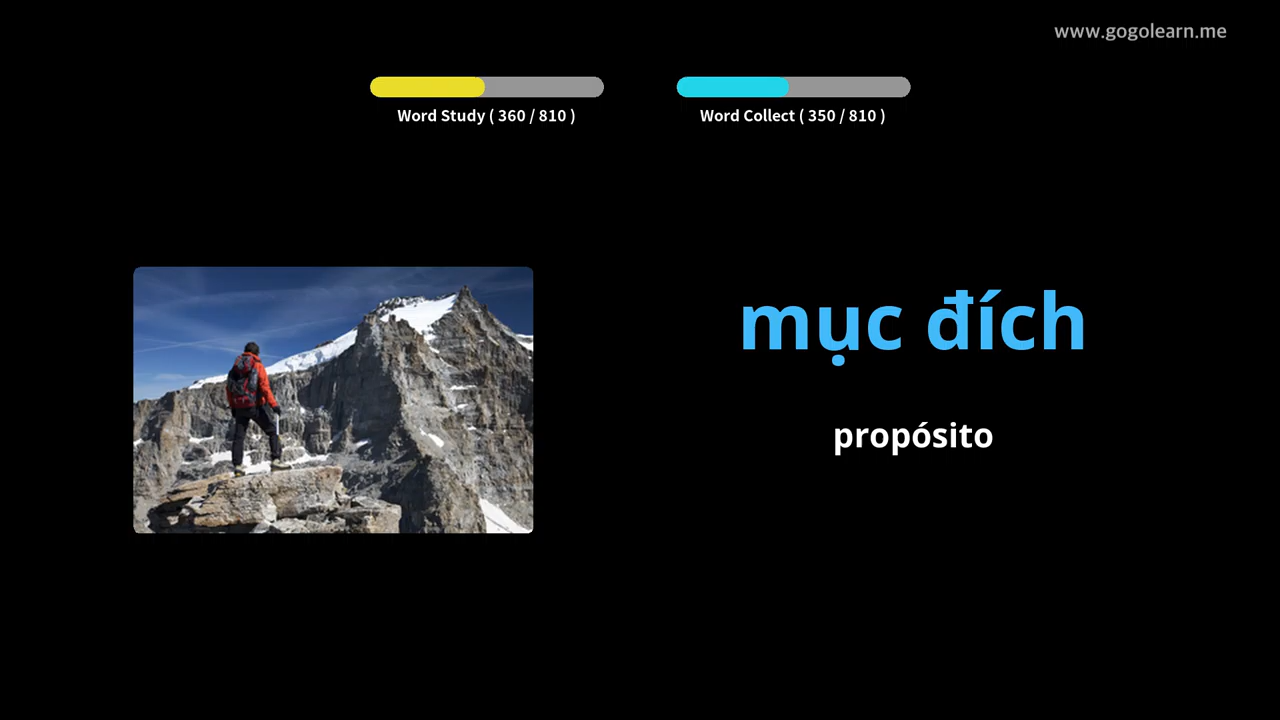 www.gogolearn.me
Word Study ( 360 / 810 )
Word Collect ( 350 / 810 )
mục đích
propósito